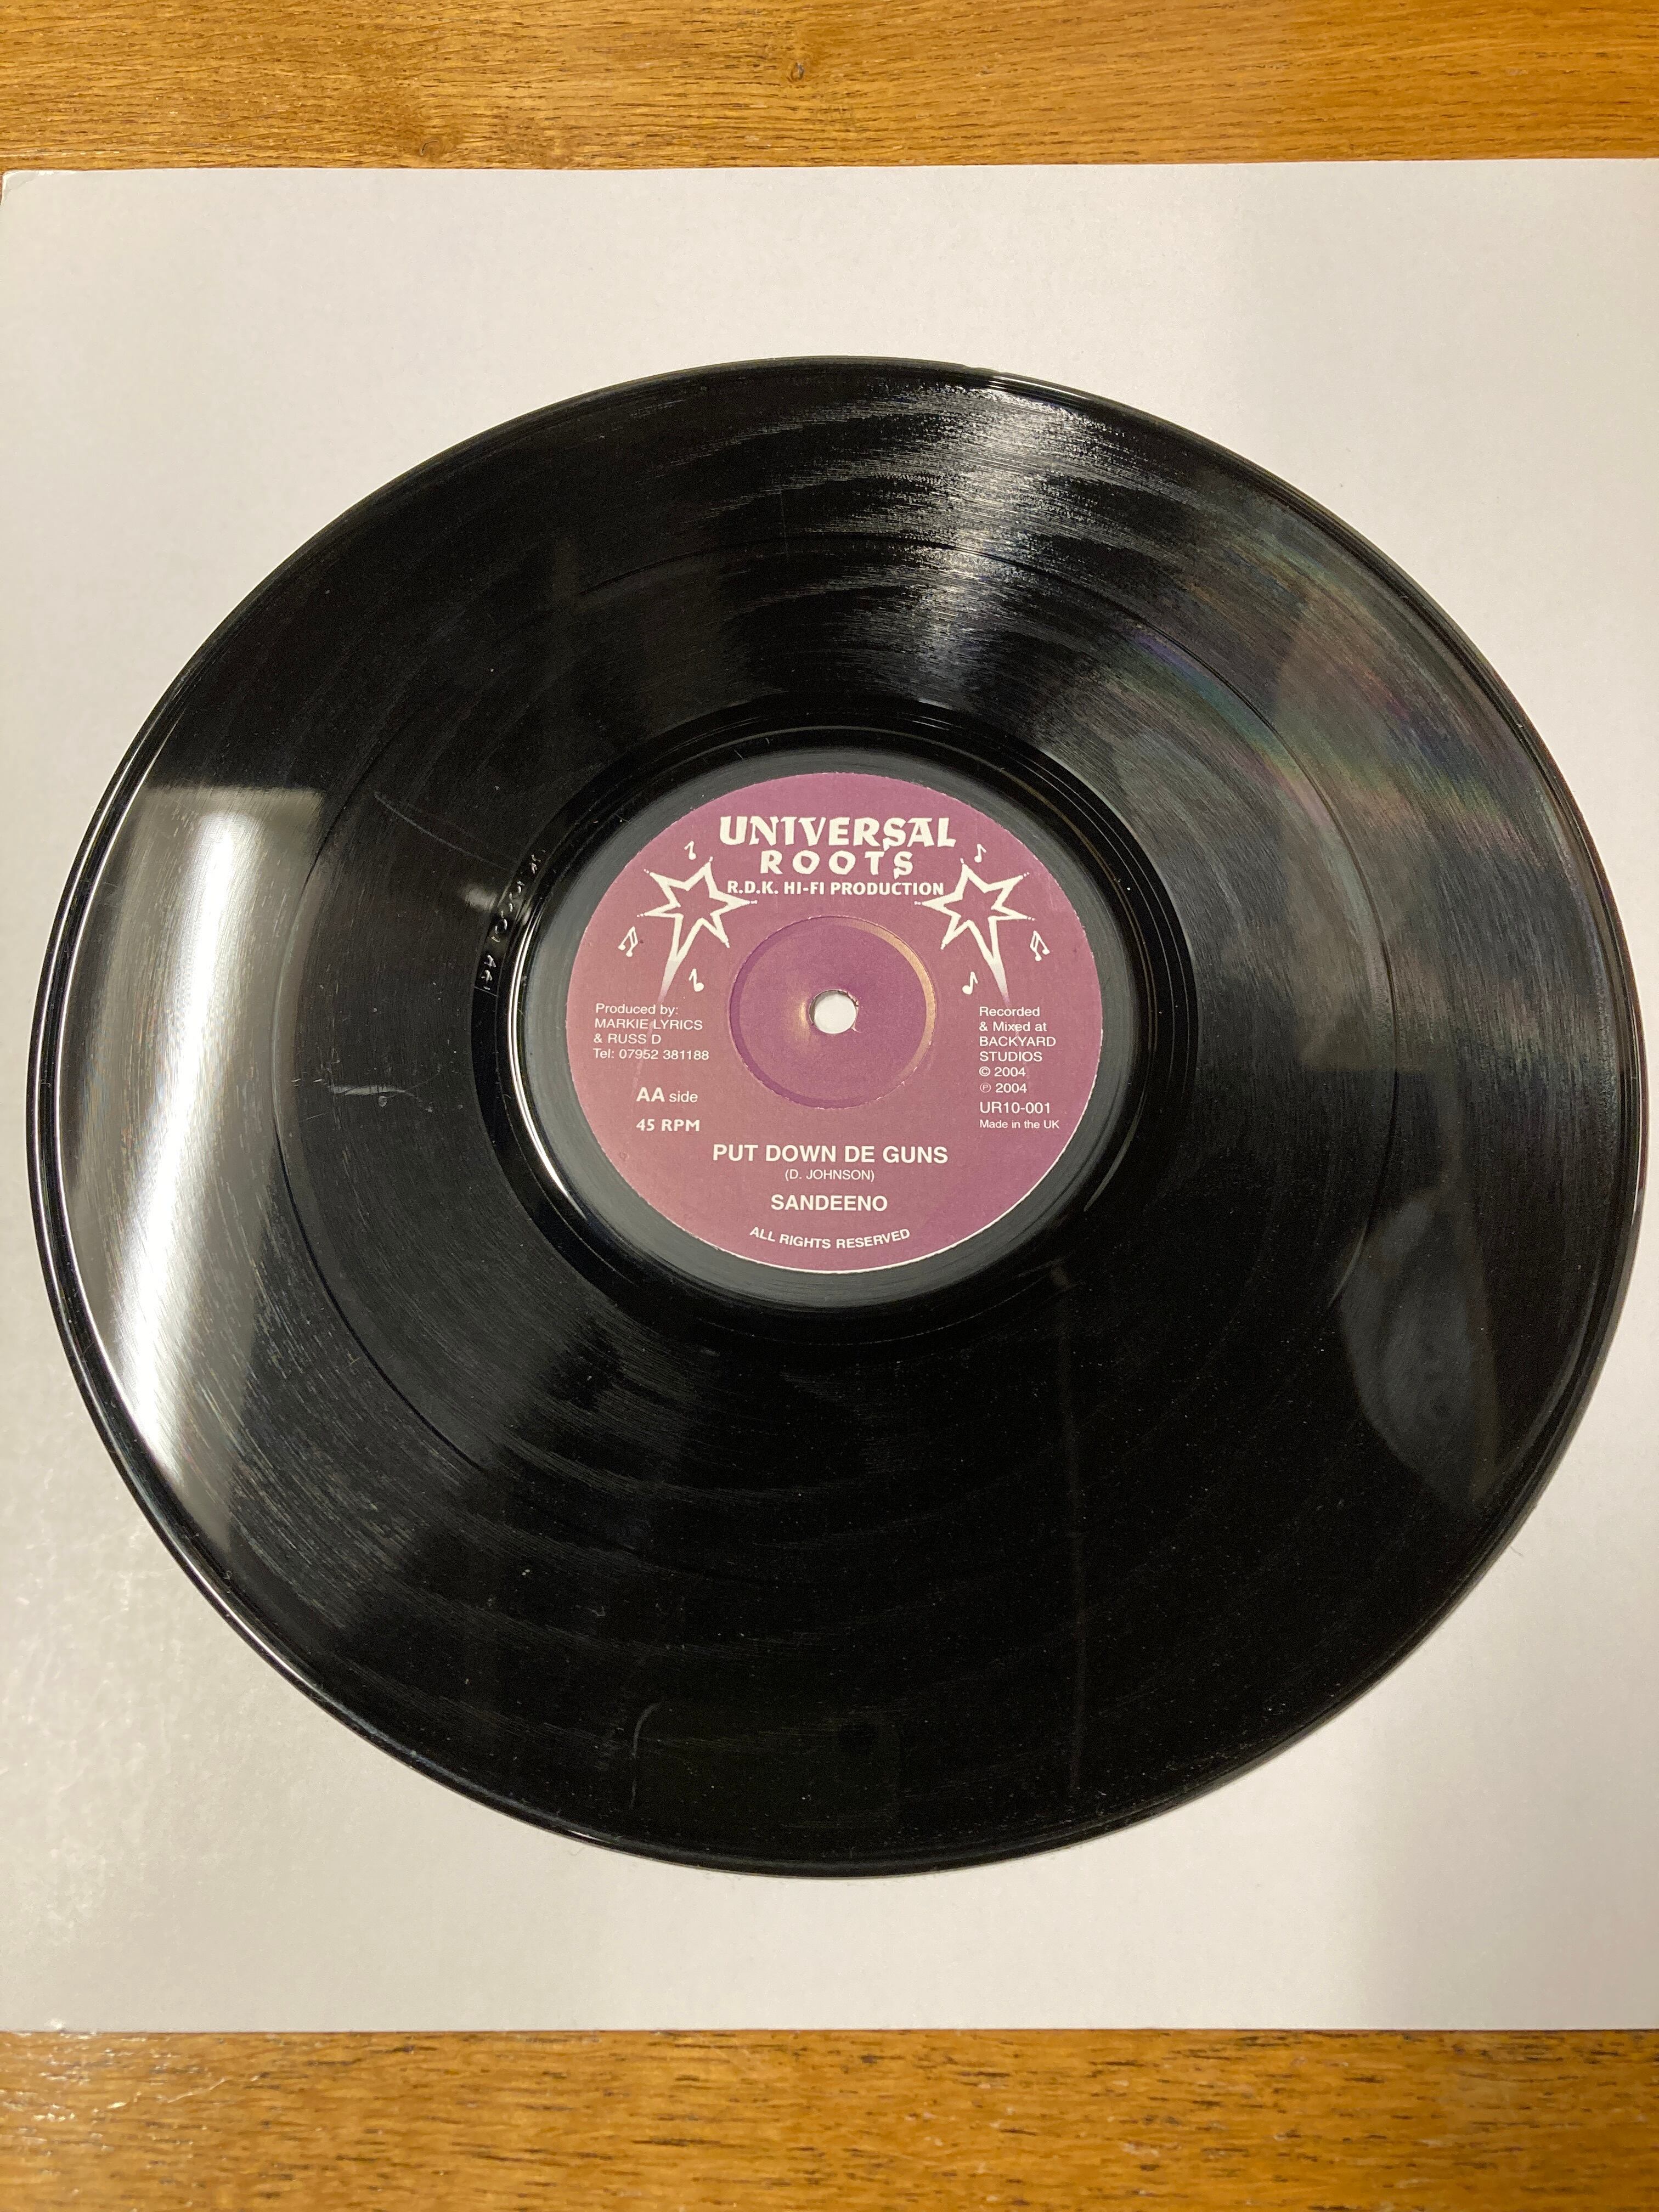 UNIVERSAL
ROOTS
R.D.K. HI-FI PRODUCTION
Produced by:
MARKIE LYRICS
& RUSS D
Tel: 07952 381188
AA side
45 RPM
Recorded
& Mixed at
BACKYARD
STUDIOS
© 2004
℗ 2004
UR10-001
Made in the UK
PUT DOWN DE GUNS
(D. JOHNSON)
SANDEENO
ALL RIGHTS RESERVED